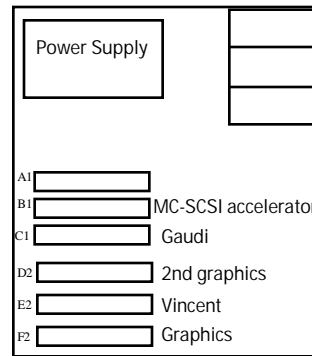 Power Supply
A1
B1 MC-SCSI accelerator
C1 Gaudi
D2 2nd graphics
E2 Vincent
F2 Graphics